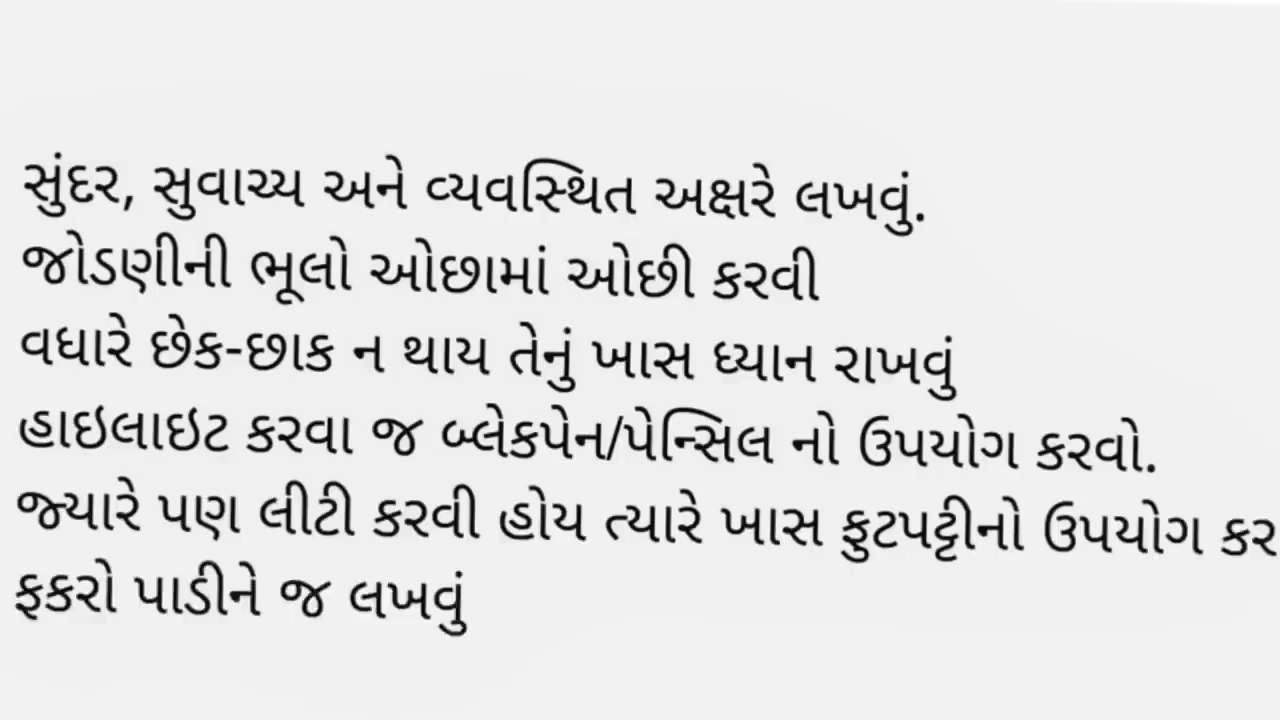 સુંદર, સુવાચ્ય અને વ્યવસ્થિત અક્ષરે લખવું.
જોડણીની ભૂલો ઓછામાં ઓછી કરવી
વધારે છેક-છાક ન થાય તેનું ખાસ ધ્યાન રાખવું
હાઇલાઇટ કરવા જ બ્લેકપેન/પેન્સિલ નો ઉપયોગ કરવો.
જ્યારે પણ લીટી કરવી હોય ત્યારે ખાસ ફુટપટ્ટીનો ઉપયોગ કર
ફકરો પાડીને જ લખવું